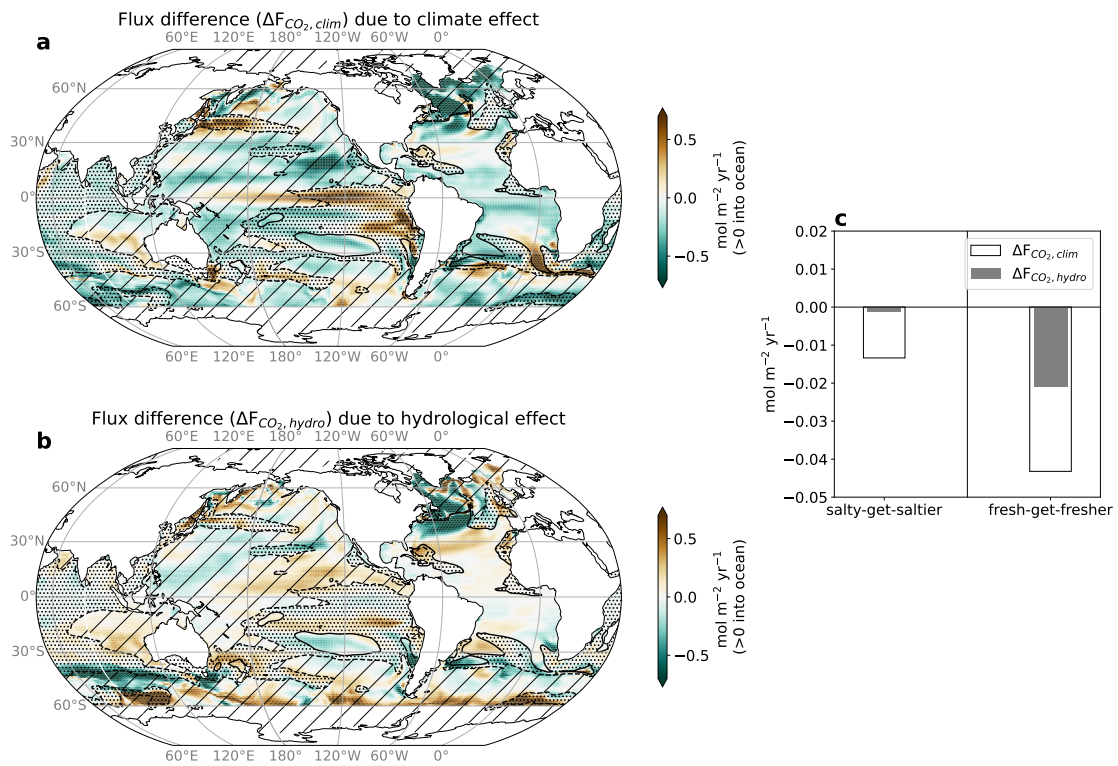 Flux difference (ΔF_{CO₂,clim}) due to climate effect
a
60°E 120°E 180° 120°W 60°W 0°
60°N
30°N
0°
30°S
60°S
60°E 120°E 180° 120°W 60°W 0°
0.5
0.0
−0.5
mol m⁻² yr⁻¹
(>0 into ocean)
Flux difference (ΔF_{CO₂,hydro}) due to hydrological effect
b
60°E 120°E 180° 120°W 60°W 0°
60°N
30°N
0°
30°S
60°S
60°E 120°E 180° 120°W 60°W 0°
0.5
0.0
−0.5
mol m⁻² yr⁻¹
(>0 into ocean)
c
0.02
0.01
0.00
−0.01
−0.02
−0.03
−0.04
−0.05
mol m⁻² yr⁻¹
ΔF_{CO₂,clim}
ΔF_{CO₂,hydro}
salty-get-saltier fresh-get-fresher